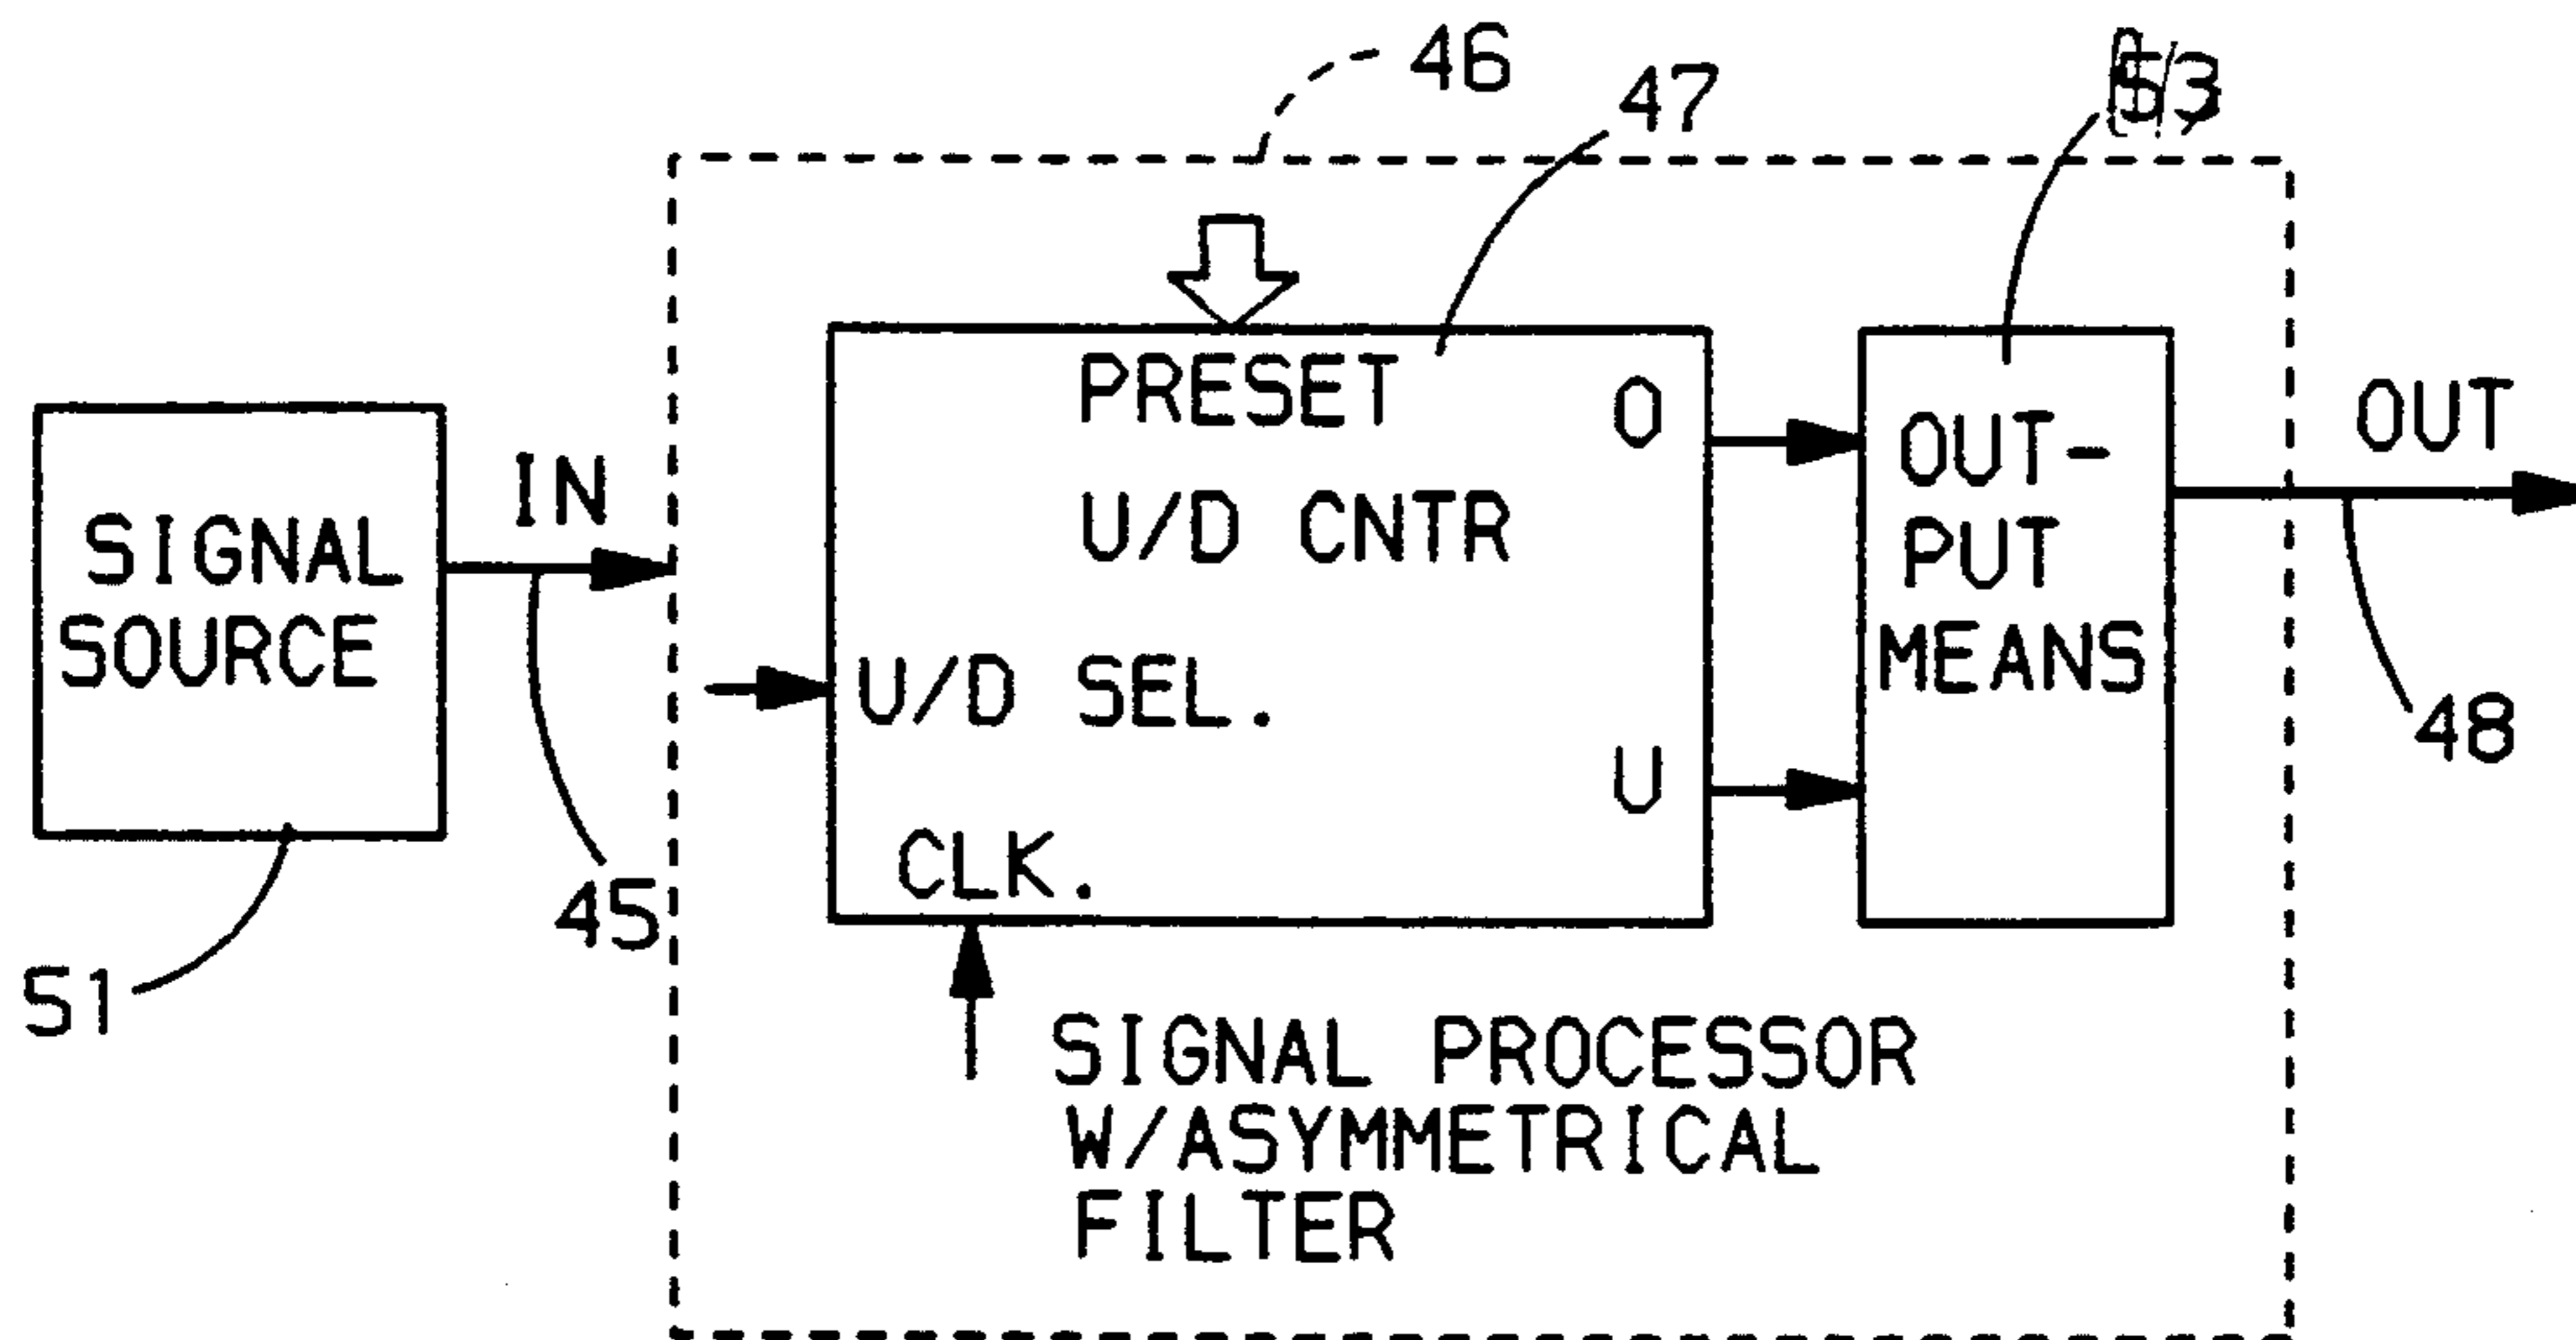 46
47
53
PRESET
O
OUT
IN
OUT-
U/D CNTR
PUT
SIGNAL
SOURCE
MEANS
U/D SEL.
48
U
CLK.
45
51
SIGNAL PROCESSOR
W/ASYMMETRICAL
FILTER